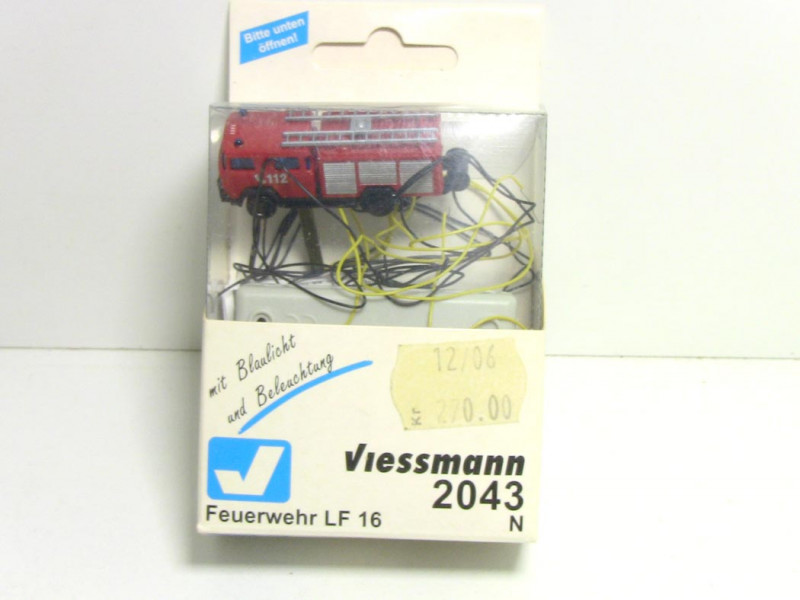 Bitte unten
öffnen!
112
mit Blaulicht
und Beleuchtung
12/06
Kr 270.00
Viessmann
2043
Feuerwehr LF 16
N